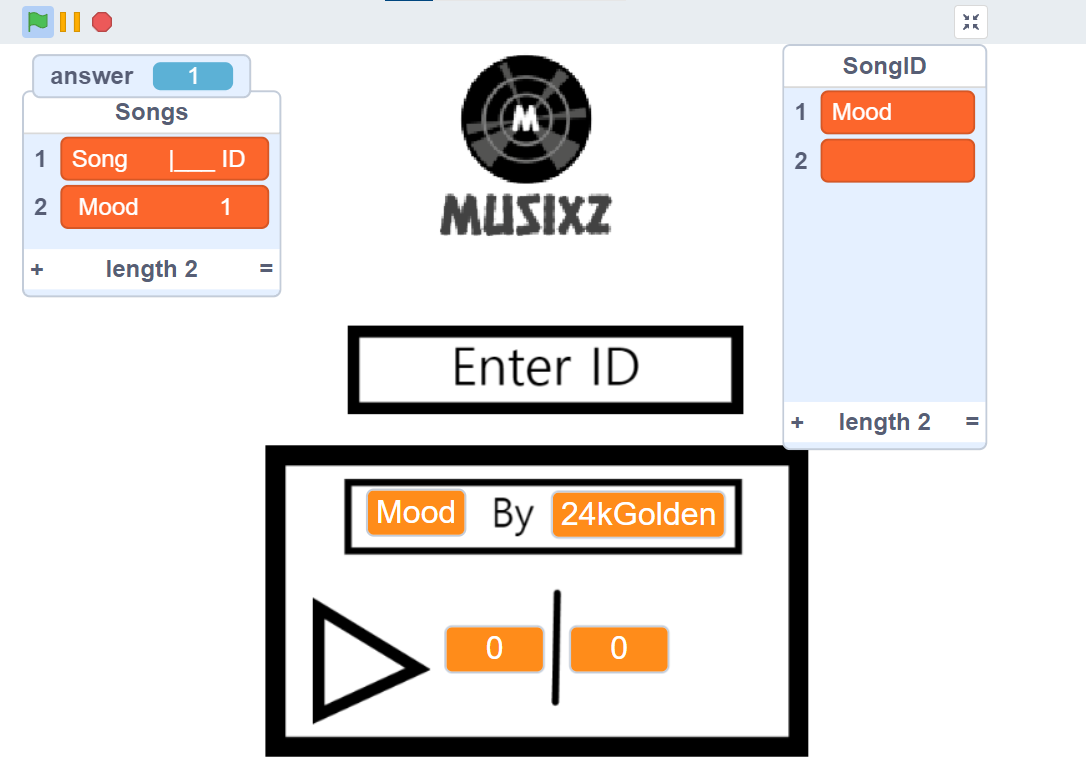 answer 1
Songs
1 Song |___ ID
2 Mood 1
+ length 2 =
M
MUSIXZ
SongID
1 Mood
2
+ length 2 =
Enter ID
Mood By 24kGolden
0 | 0